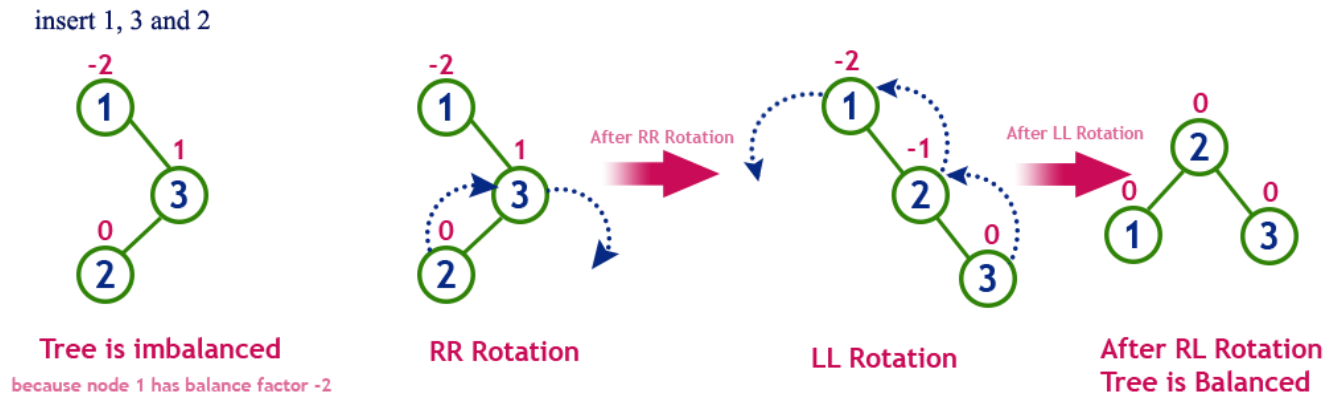 insert 1, 3 and 2
-2
1
1
3
0
2
Tree is imbalanced
because node 1 has balance factor -2
-2
1
1
3
0
2
RR Rotation
After RR Rotation
-2
1
-1
2
0
3
LL Rotation
After LL Rotation
0
2
0
0
1
3
After RL Rotation
Tree is Balanced